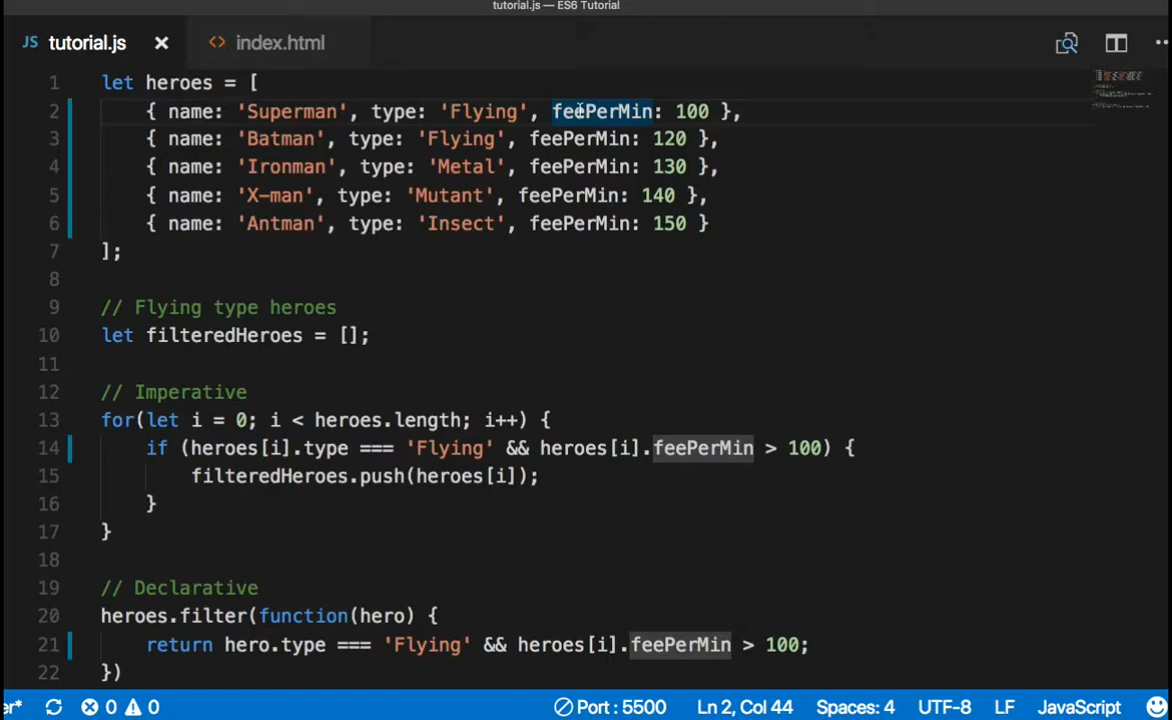 tutorial.js — ES6 Tutorial
JS tutorial.js × <> index.html
1 let heroes = [
2 { name: 'Superman', type: 'Flying', feePerMin: 100 },
3 { name: 'Batman', type: 'Flying', feePerMin: 120 },
4 { name: 'Ironman', type: 'Metal', feePerMin: 130 },
5 { name: 'X-man', type: 'Mutant', feePerMin: 140 },
6 { name: 'Antman', type: 'Insect', feePerMin: 150 }
7 ];
8
9 // Flying type heroes
10 let filteredHeroes = [];
11
12 // Imperative
13 for(let i = 0; i < heroes.length; i++) {
14 if (heroes[i].type === 'Flying' && heroes[i].feePerMin > 100) {
15 filteredHeroes.push(heroes[i]);
16 }
17 }
18
19 // Declarative
20 heroes.filter(function(hero) {
21 return hero.type === 'Flying' && heroes[i].feePerMin > 100;
22 })
er* 0 0 Port : 5500 Ln 2, Col 44 Spaces: 4 UTF-8 LF JavaScript